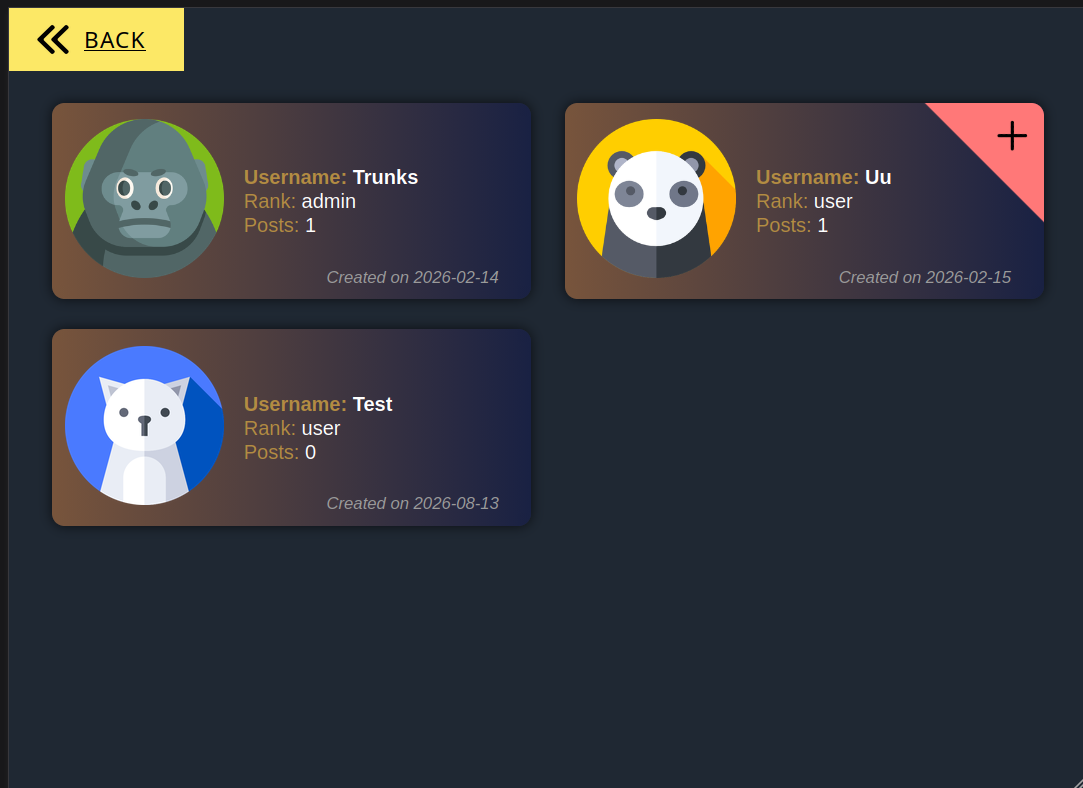 BACK
Username: Trunks
Rank: admin
Posts: 1
Created on 2026-02-14
Username: Uu
Rank: user
Posts: 1
Created on 2026-02-15
Username: Test
Rank: user
Posts: 0
Created on 2026-08-13